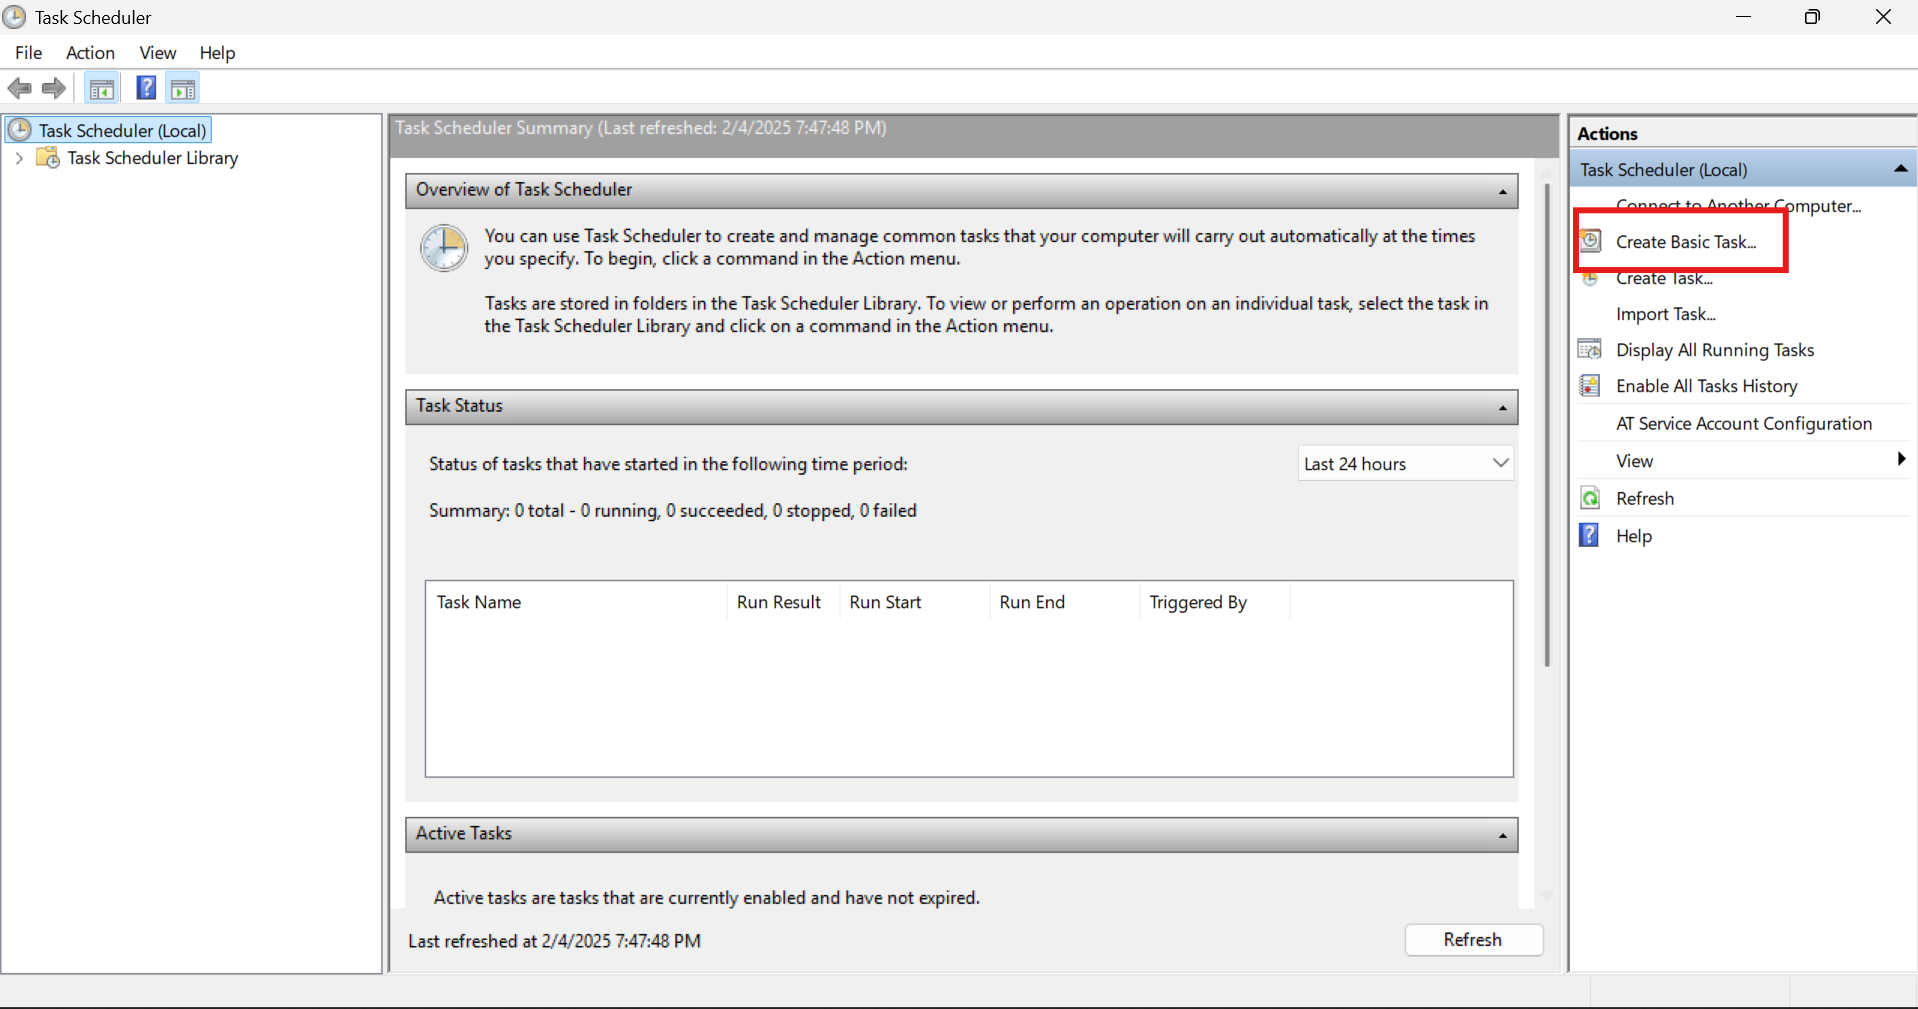 Task Scheduler
File Action View Help
Task Scheduler (Local)
Task Scheduler Library
Task Scheduler Summary (Last refreshed: 2/4/2025 7:47:48 PM)
Overview of Task Scheduler
You can use Task Scheduler to create and manage common tasks that your computer will carry out automatically at the times
you specify. To begin, click a command in the Action menu.
Tasks are stored in folders in the Task Scheduler Library. To view or perform an operation on an individual task, select the task in
the Task Scheduler Library and click on a command in the Action menu.
Task Status
Status of tasks that have started in the following time period:
Last 24 hours
Summary: 0 total - 0 running, 0 succeeded, 0 stopped, 0 failed
Task Name Run Result Run Start Run End Triggered By
Active Tasks
Active tasks are tasks that are currently enabled and have not expired.
Last refreshed at 2/4/2025 7:47:48 PM
Refresh
Actions
Task Scheduler (Local)
Connect to Another Computer...
Create Basic Task...
Create Task...
Import Task...
Display All Running Tasks
Enable All Tasks History
AT Service Account Configuration
View
Refresh
Help